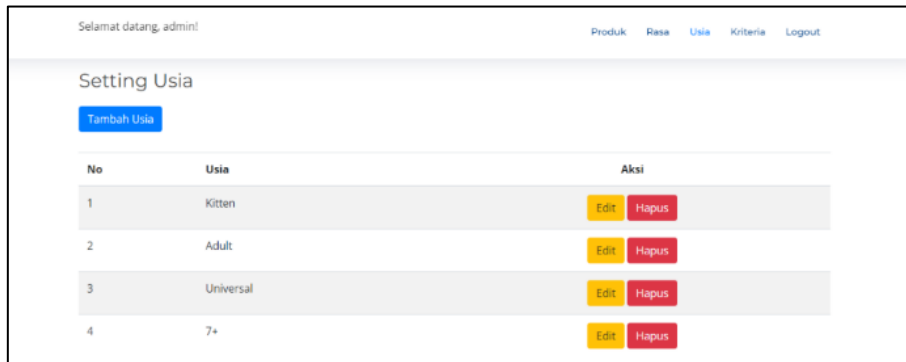 Selamat datang, admin! Produk Rasa Usia Kriteria Logout
Setting Usia
Tambah Usia
No Usia Aksi
1 Kitten Edit Hapus
2 Adult Edit Hapus
3 Universal Edit Hapus
4 7+ Edit Hapus